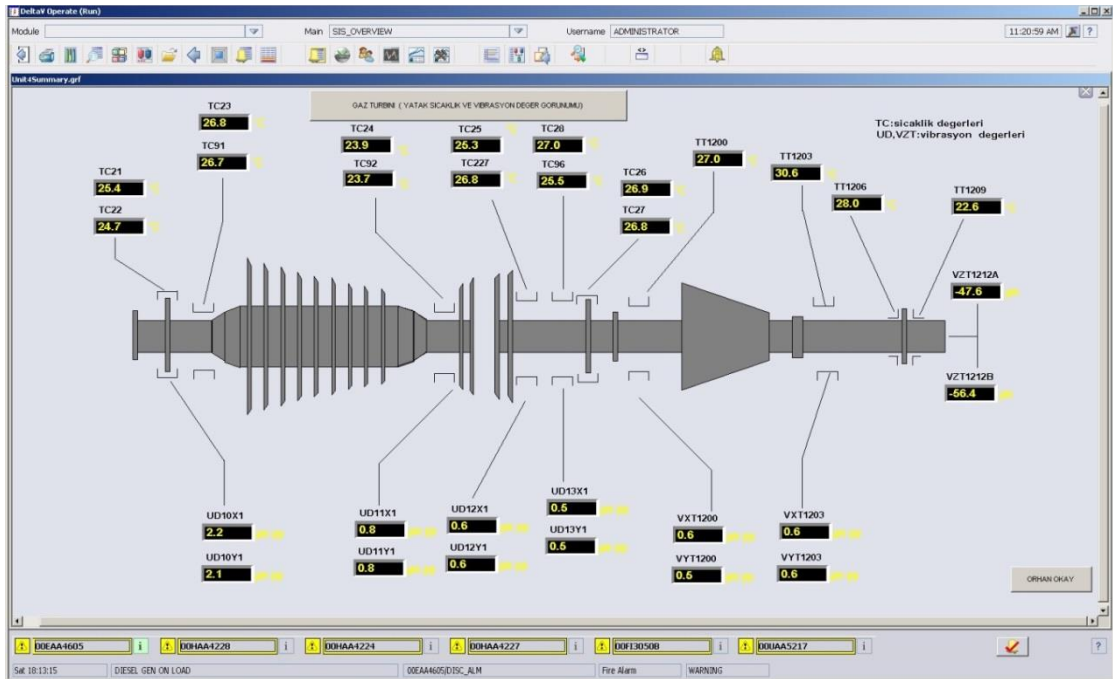 DeltaV Operate (Run)
Module Main SIS_OVERVIEW Username ADMINISTRATOR 11:20:59 AM ?
Unit4Summary.grf
GAZ TURBINI ( YATAK SICAKLIK VE VIBRASYON DEGER GORUNUMU)
TC:sicaklik degerleri
UD,VZT:vibrasyon degerleri
TC23
26.8
TC91
26.7
TC21
25.4
TC22
24.7
TC24
23.9
TC92
23.7
TC25
25.3
TC227
26.8
TC28
27.0
TC96
25.5
TC26
26.9
TC27
26.8
TT1200
27.0
TT1203
30.6
TT1206
28.0
TT1209
22.6
VZT1212A
-47.6
VZT1212B
-56.4
UD10X1
2.2
UD10Y1
2.1
UD11X1
0.8
UD11Y1
0.8
UD12X1
0.6
UD12Y1
0.6
UD13X1
0.5
UD13Y1
0.5
VXT1200
0.6
VYT1200
0.5
VXT1203
0.6
VYT1203
0.6
ORHAN OKAY
00EAA4605 i 00HAA4228 i 00HAA4224 i 00HAA4227 i 00FI3050B i 00UAA5217 i ?
Sat 18:13:15 DIESEL GEN ON LOAD 00EAA4605/DISC_ALM Fire Alarm WARNING